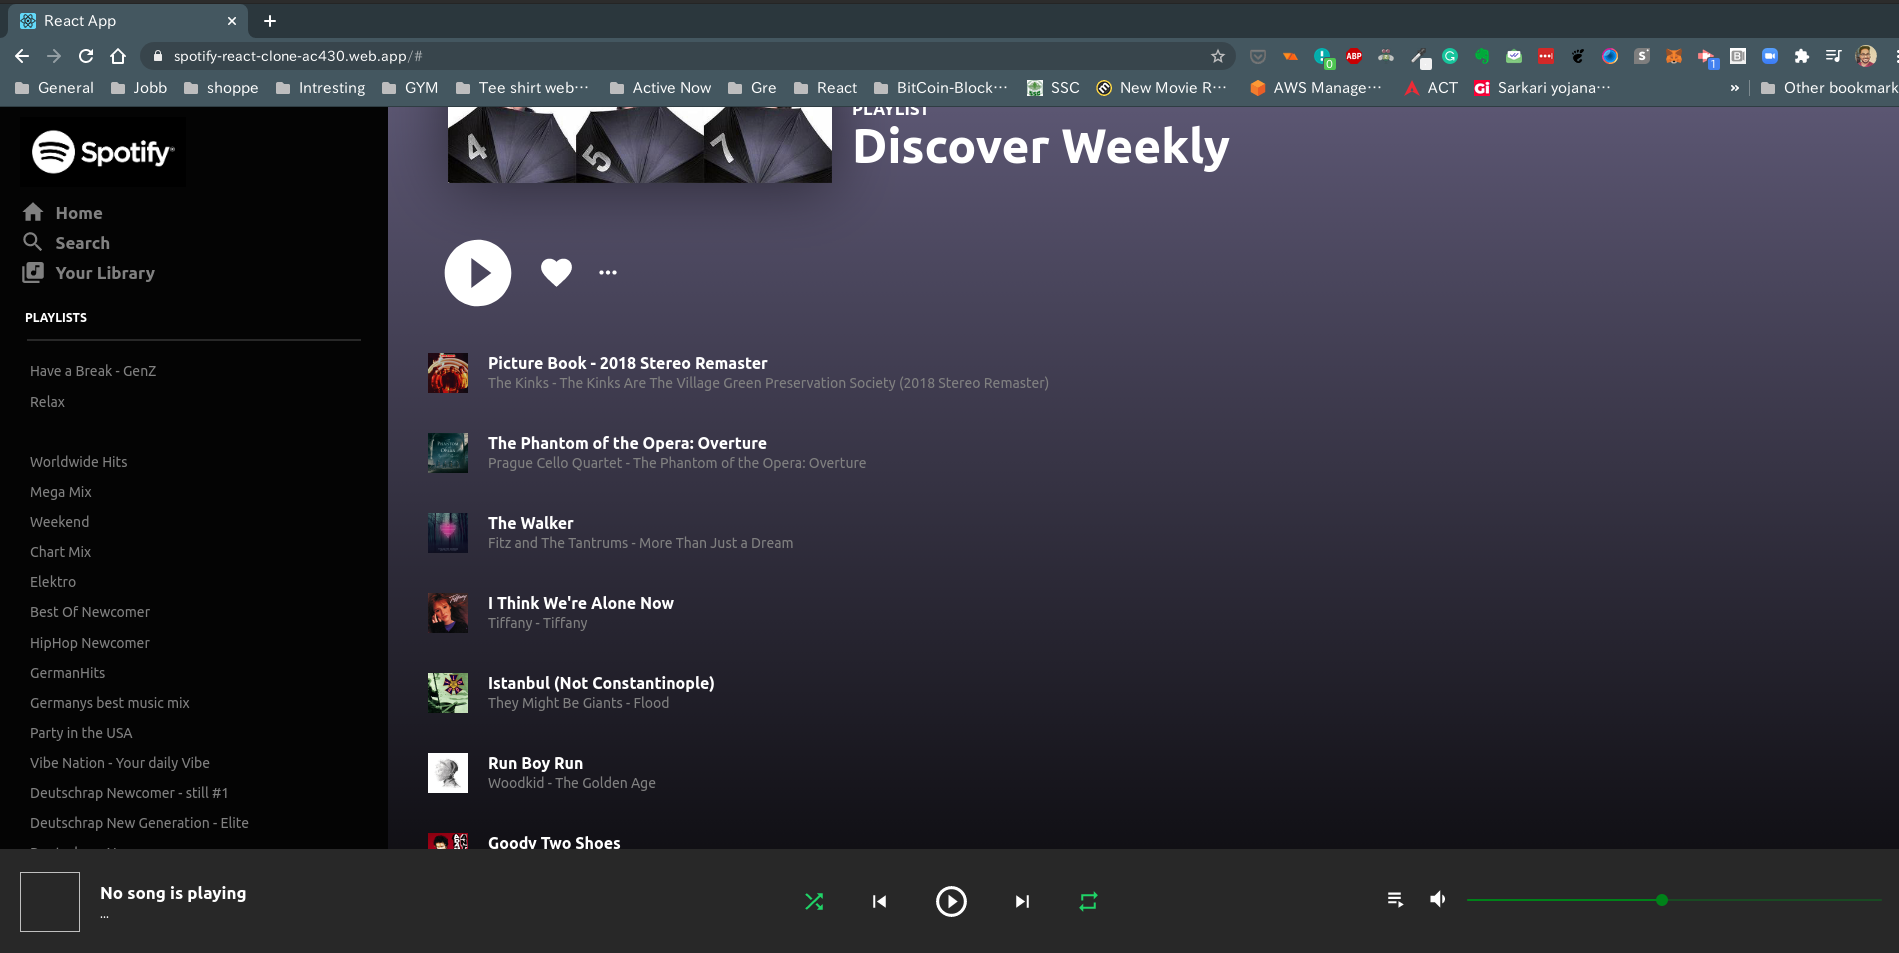 React App
spotify-react-clone-ac430.web.app/#
General Jobb shoppe Intresting GYM Tee shirt web··· Active Now Gre React BitCoin-Block··· SSC New Movie R··· AWS Manage··· ACT Gi Sarkari yojana··· » Other bookmark
Spotify
Home
Search
Your Library
PLAYLISTS
Have a Break - GenZ
Relax
Worldwide Hits
Mega Mix
Weekend
Chart Mix
Elektro
Best Of Newcomer
HipHop Newcomer
GermanHits
Germanys best music mix
Party in the USA
Vibe Nation - Your daily Vibe
Deutschrap Newcomer - still #1
Deutschrap New Generation - Elite
4 5 7
PLAYLIST
Discover Weekly
Picture Book - 2018 Stereo Remaster
The Kinks - The Kinks Are The Village Green Preservation Society (2018 Stereo Remaster)
The Phantom of the Opera: Overture
Prague Cello Quartet - The Phantom of the Opera: Overture
The Walker
Fitz and The Tantrums - More Than Just a Dream
I Think We're Alone Now
Tiffany - Tiffany
Istanbul (Not Constantinople)
They Might Be Giants - Flood
Run Boy Run
Woodkid - The Golden Age
Goody Two Shoes
No song is playing
...